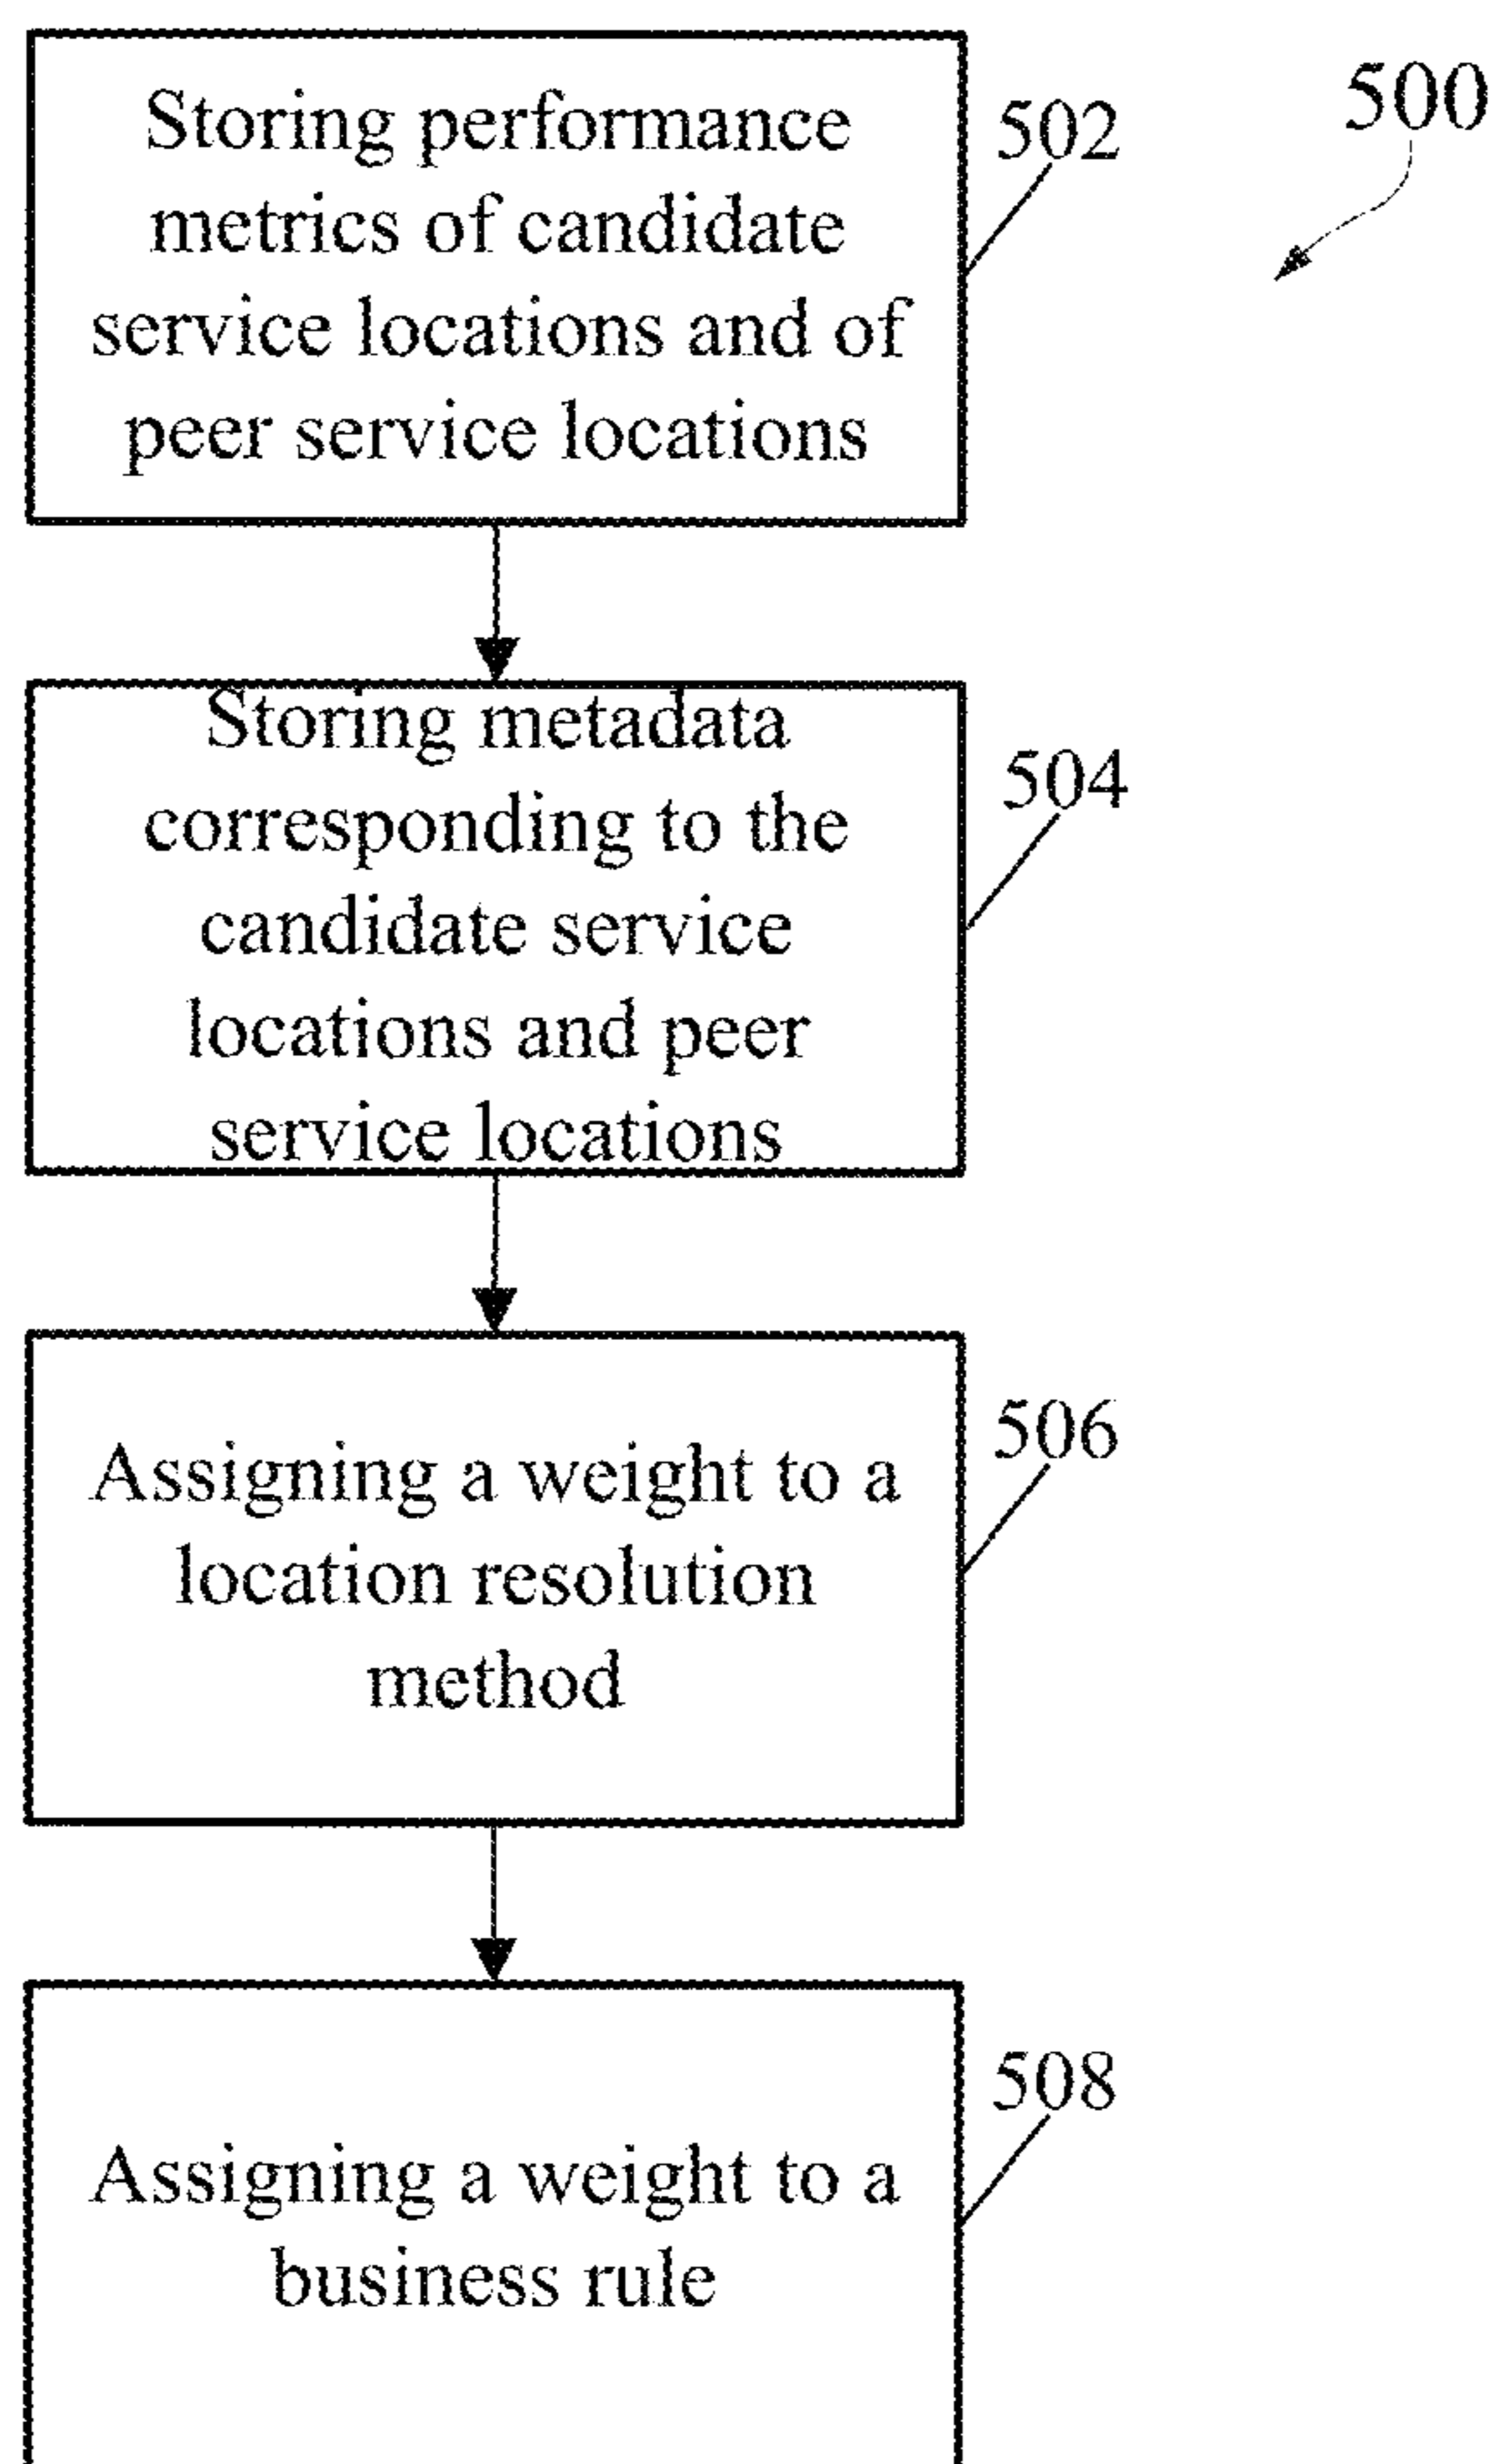 500
Storing performance
metrics of candidate
service locations and of
peer service locations
502
Storing metadata
corresponding to the
candidate service
locations and peer
service locations
504
Assigning a weight to a
location resolution
method
506
Assigning a weight to a
business rule
508